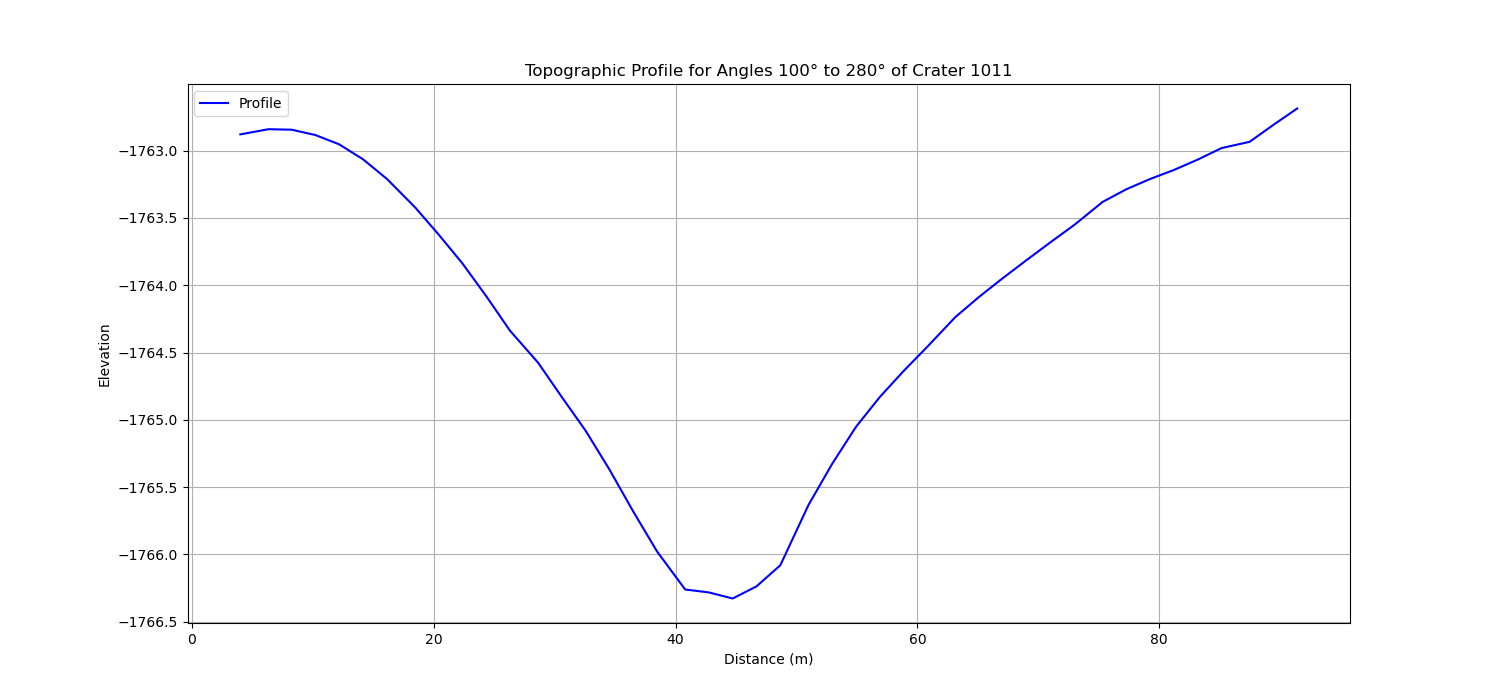 Topographic Profile for Angles 100° to 280° of Crater 1011
Profile
−1763.0
−1763.5
−1764.0
−1764.5
−1765.0
−1765.5
−1766.0
−1766.5
Elevation
0 20 40 60 80
Distance (m)